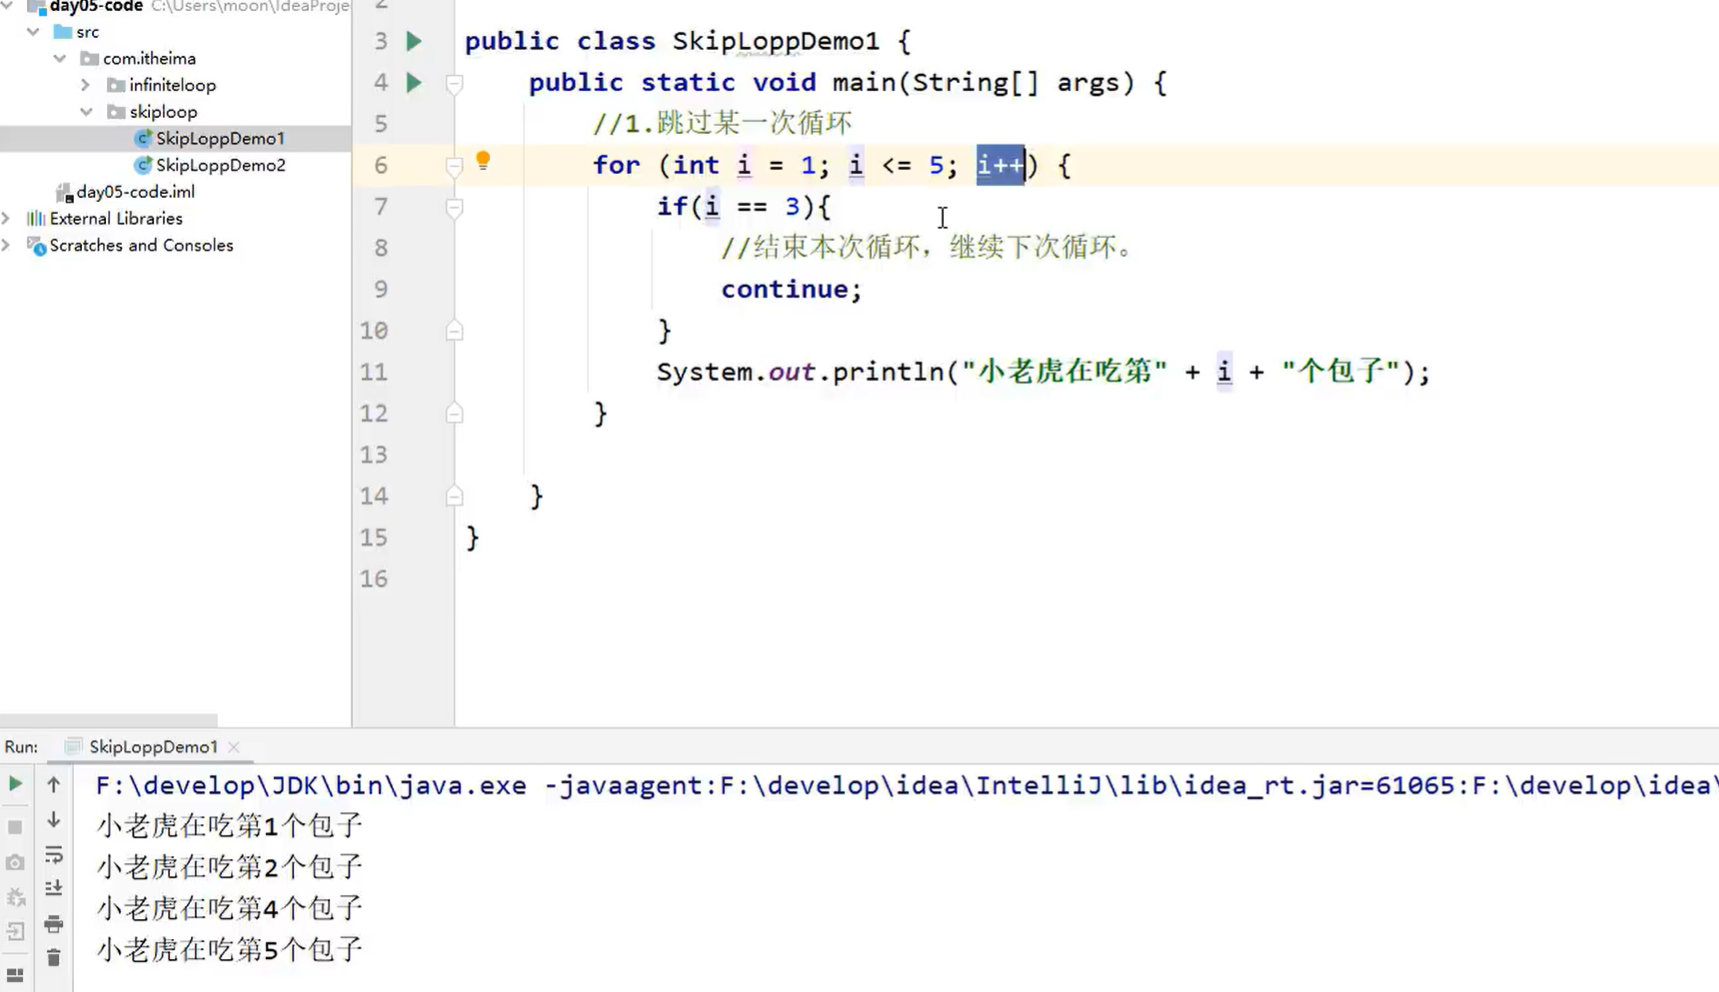 day05-code C:\Users\moon\IdeaProje
src
com.itheima
infiniteloop
skiploop
SkipLoppDemo1
SkipLoppDemo2
day05-code.iml
External Libraries
Scratches and Consoles
2
3 public class SkipLoppDemo1 {
4 public static void main(String[] args) {
5 //1.跳过某一次循环
6 for (int i = 1; i <= 5; i++) {
7 if(i == 3){
8 //结束本次循环，继续下次循环。
9 continue;
10 }
11 System.out.println("小老虎在吃第" + i + "个包子");
12 }
13
14 }
15 }
16
Run: SkipLoppDemo1
F:\develop\JDK\bin\java.exe -javaagent:F:\develop\idea\IntelliJ\lib\idea_rt.jar=61065:F:\develop\idea\
小老虎在吃第1个包子
小老虎在吃第2个包子
小老虎在吃第4个包子
小老虎在吃第5个包子